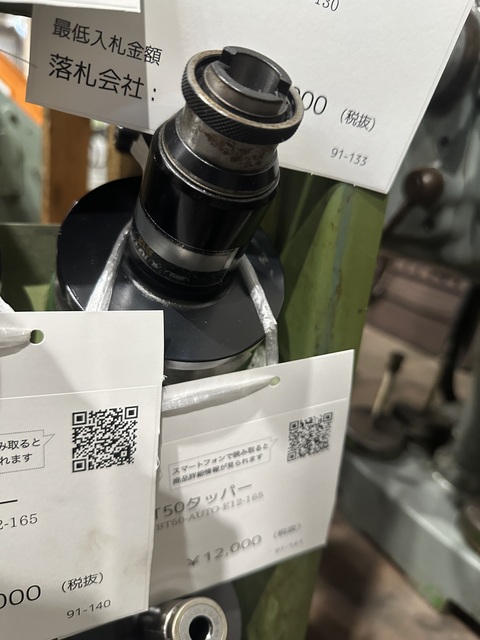 130
最低入札金額
落札会社：
000 （税抜）
91-133
み取ると
れます
2-165
000 （税抜）
91-140
スマートフォンで読み取ると
商品詳細情報が見られます
T50タッパー
BT50-AUTO-E12-165
￥12,000 （税抜）